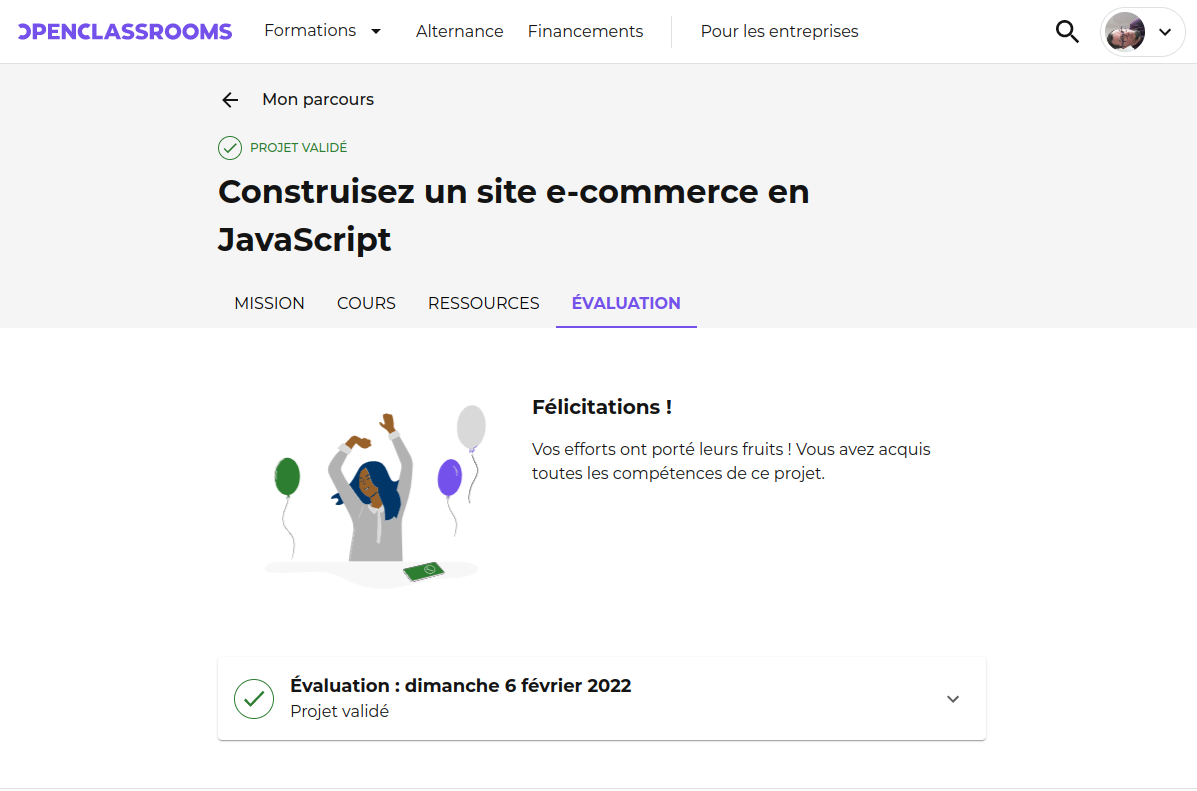 OPENCLASSROOMS
Formations
Alternance
Financements
Pour les entreprises
Mon parcours
PROJET VALIDÉ
Construisez un site e-commerce en
JavaScript
MISSION
COURS
RESSOURCES
ÉVALUATION
Félicitations !
Vos efforts ont porté leurs fruits ! Vous avez acquis
toutes les compétences de ce projet.
Évaluation : dimanche 6 février 2022
Projet validé